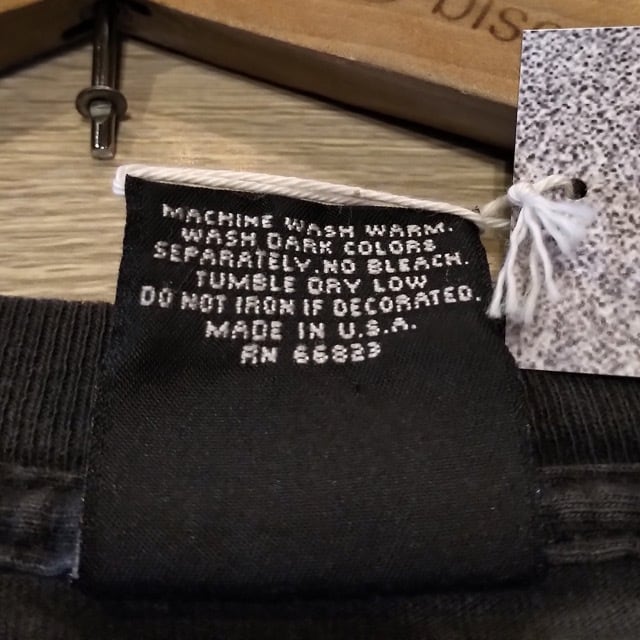 biss
MACHINE WASH WARM.
WASH DARK COLORS
SEPARATELY. NO BLEACH.
TUMBLE DRY LOW
DO NOT IRON IF DECORATED.
MADE IN U.S.A.
RN 66823